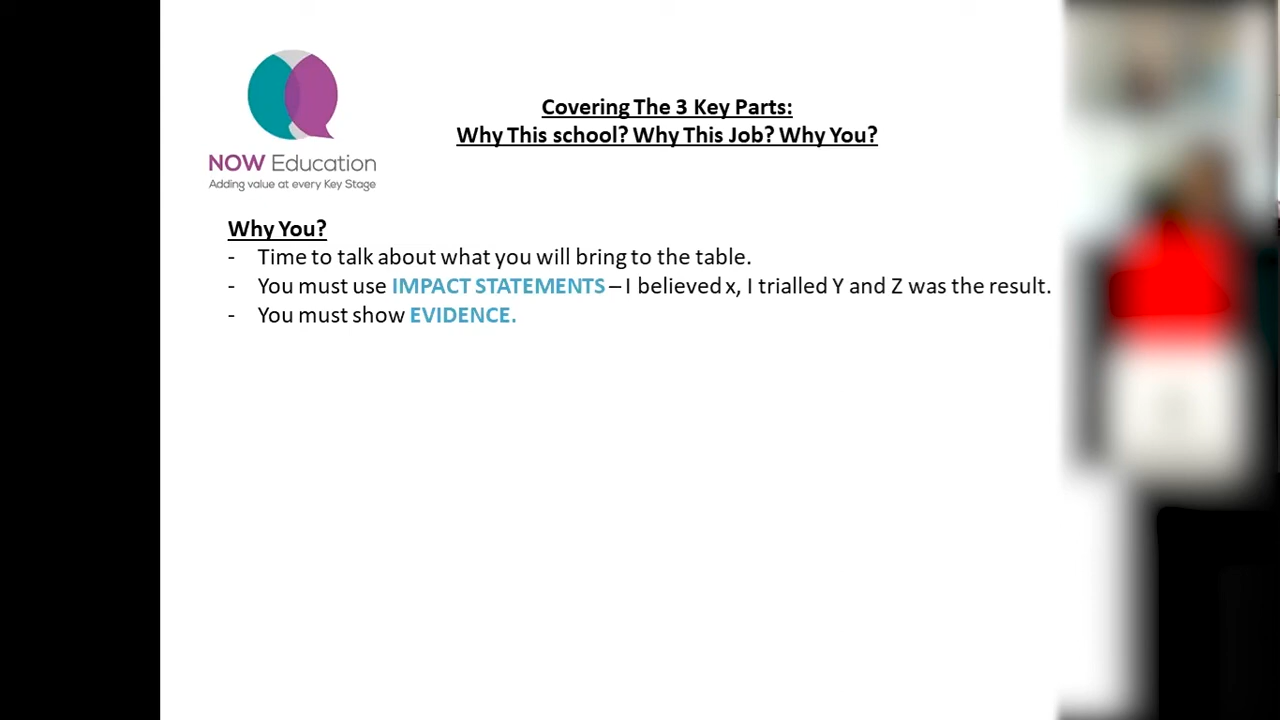 Covering The 3 Key Parts:
Why This school? Why This Job? Why You?
NOW Education
Adding value at every Key Stage
Why You?
- Time to talk about what you will bring to the table.
- You must use IMPACT STATEMENTS – I believed x, I trialled Y and Z was the result.
- You must show EVIDENCE.